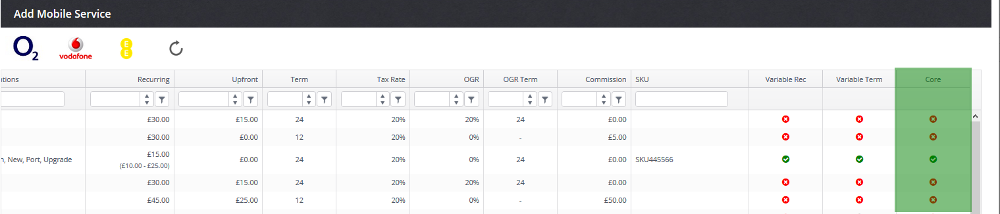 Add Mobile Service
O2 vodafone EE
ations Recurring Upfront Term Tax Rate OGR OGR Term Commission SKU Variable Rec Variable Term Core
£30.00 £15.00 24 20% 20% 24 £0.00
£30.00 £0.00 12 20% 0% - £5.00
n, New, Port, Upgrade £15.00 (£10.00 - £25.00) £0.00 24 20% 0% 24 £0.00 SKU445566
£30.00 £15.00 24 20% 20% 24 £0.00
£45.00 £25.00 12 20% 0% - £50.00